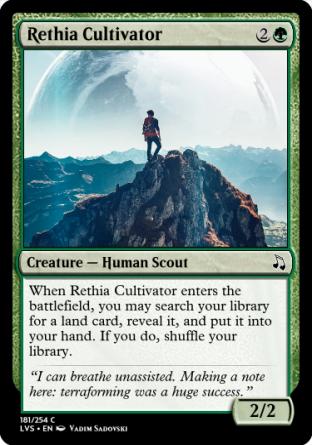 Rethia Cultivator 2
Creature — Human Scout
When Rethia Cultivator enters the
battlefield, you may search your library
for a land card, reveal it, and put it into
your hand. If you do, shuffle your
library.
“I can breathe unassisted. Making a note
here: terraforming was a huge success.”
2/2
181/254 C
LVS • EN Vadim Sadovski